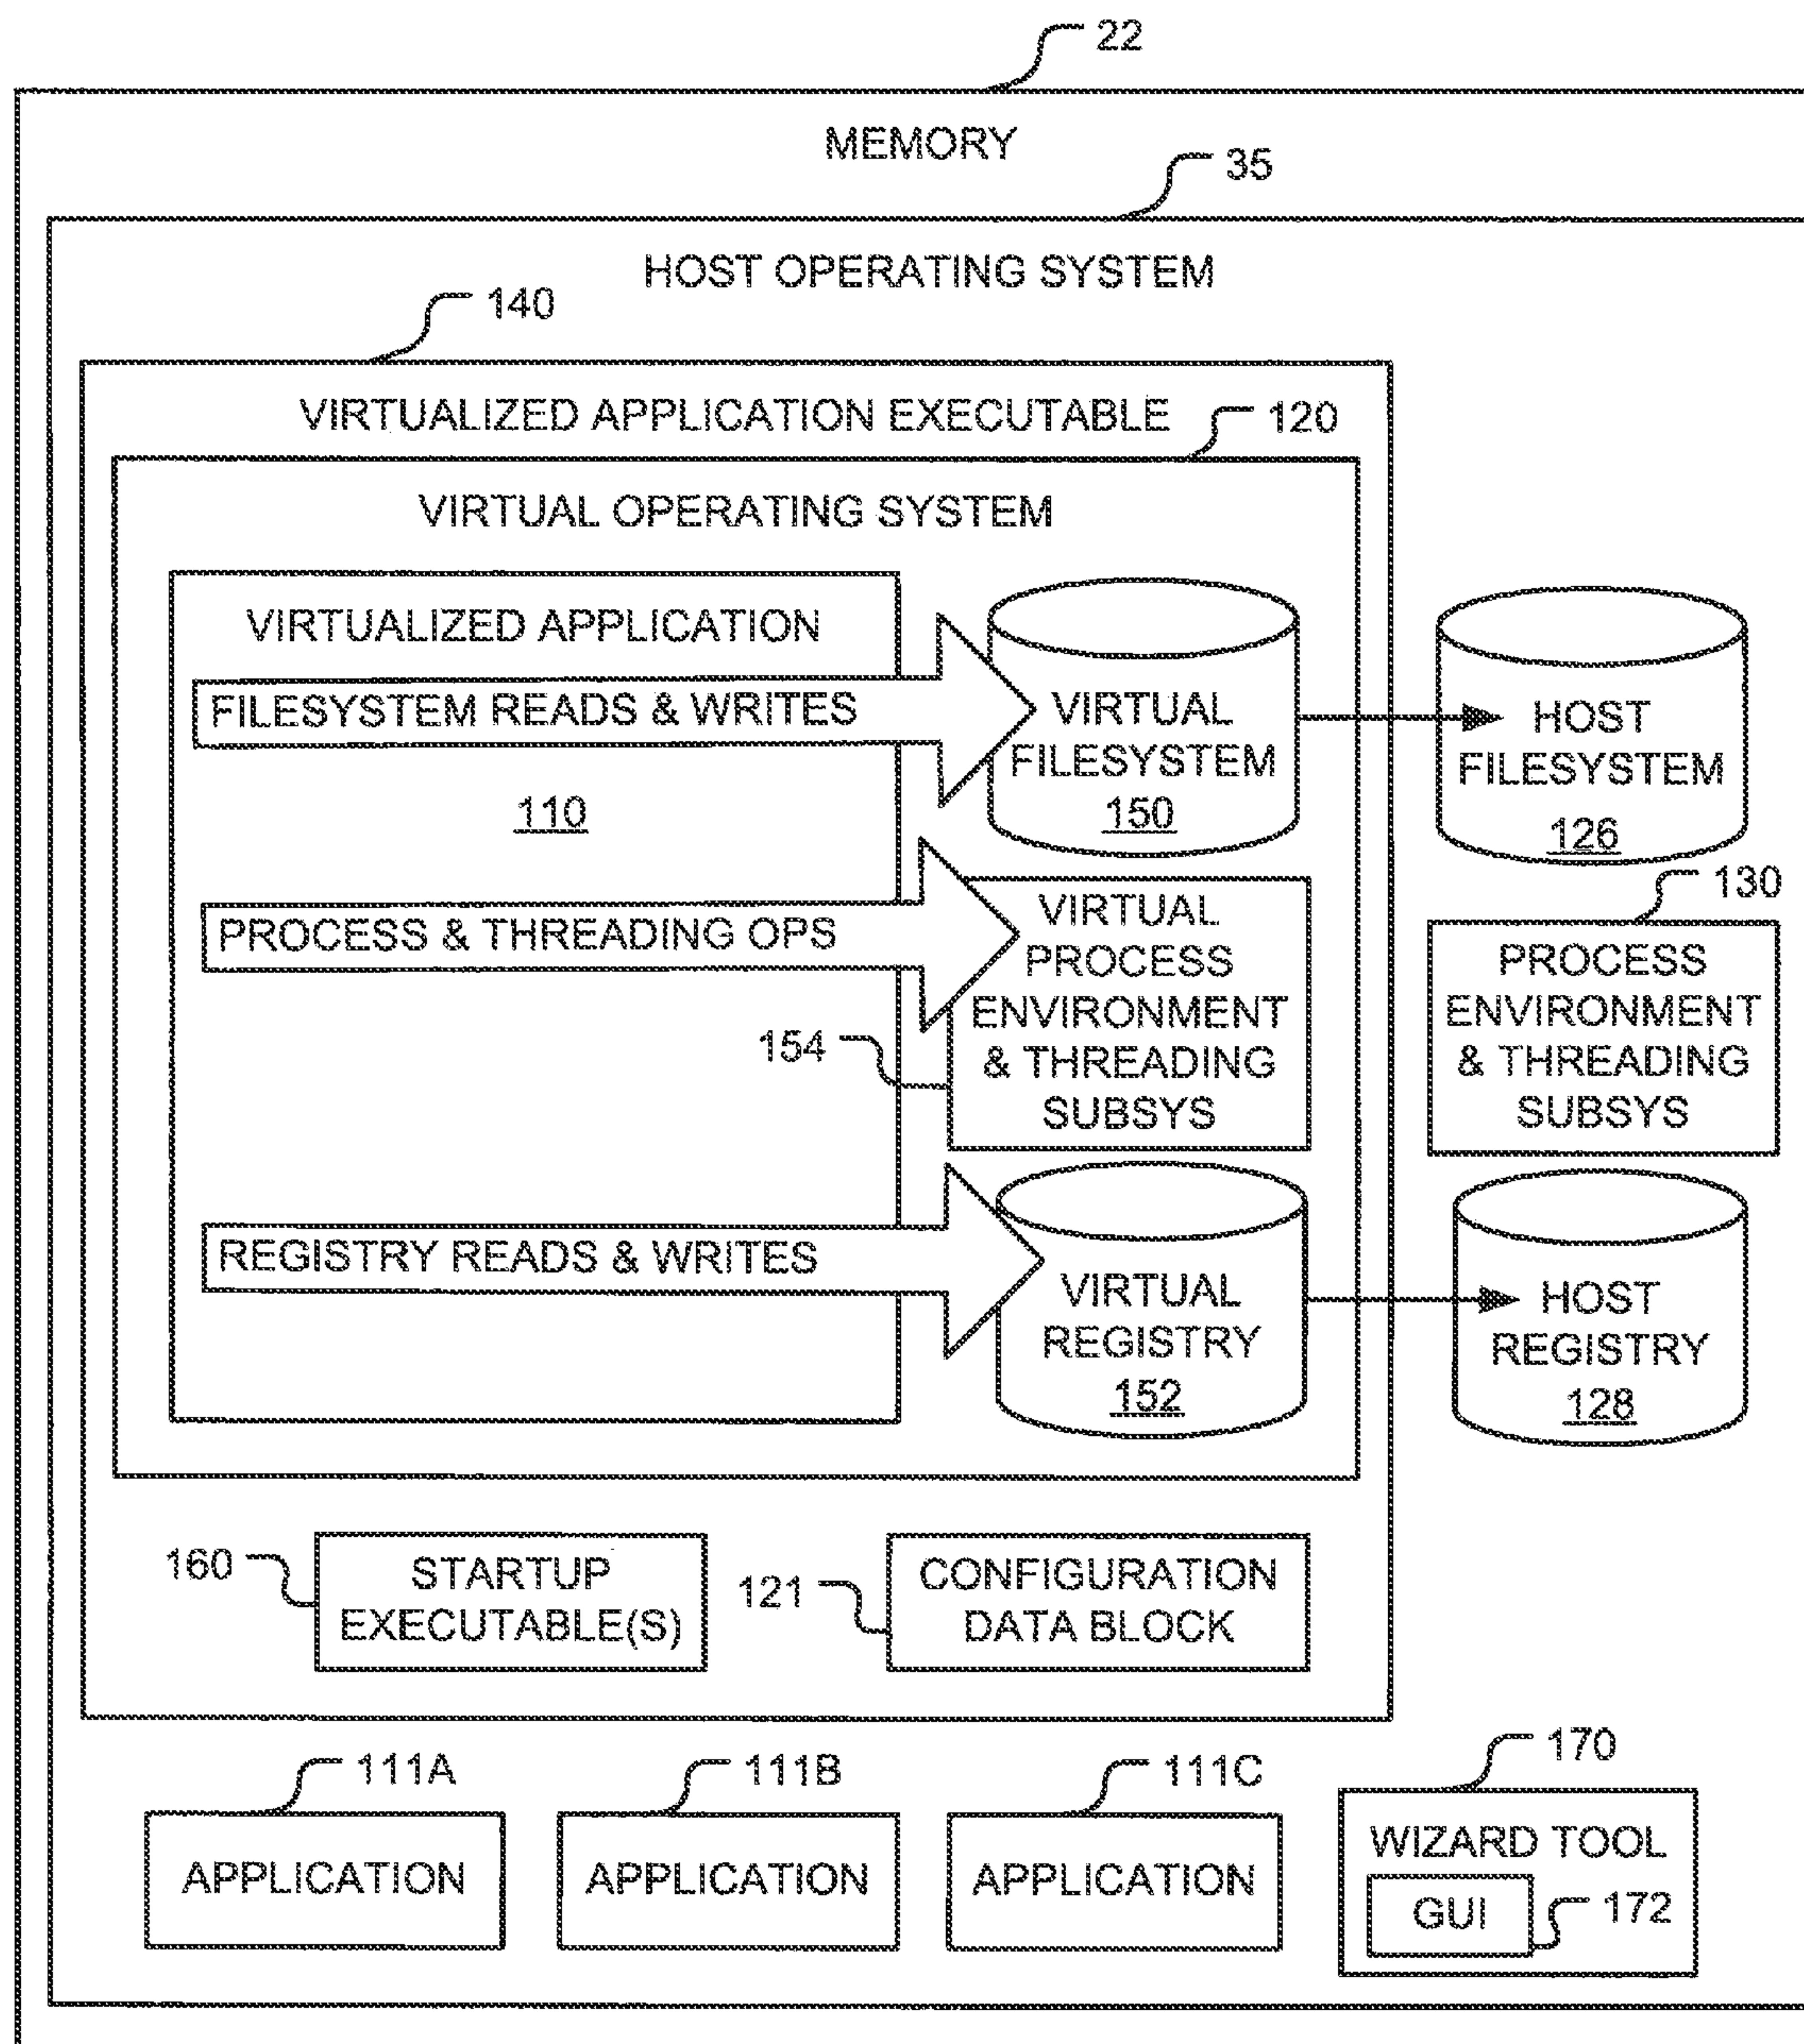 22
MEMORY
35
HOST OPERATING SYSTEM
140
VIRTUALIZED APPLICATION EXECUTABLE
120
VIRTUAL OPERATING SYSTEM
VIRTUALIZED APPLICATION
FILESYSTEM READS & WRITES
110
VIRTUAL
FILESYSTEM
150
HOST
FILESYSTEM
126
PROCESS & THREADING OPS
VIRTUAL
PROCESS
ENVIRONMENT
& THREADING
SUBSYS
154
130
PROCESS
ENVIRONMENT
& THREADING
SUBSYS
REGISTRY READS & WRITES
VIRTUAL
REGISTRY
152
HOST
REGISTRY
128
160
STARTUP
EXECUTABLE(S)
121
CONFIGURATION
DATA BLOCK
111A
APPLICATION
111B
APPLICATION
111C
APPLICATION
170
WIZARD TOOL
GUI
172